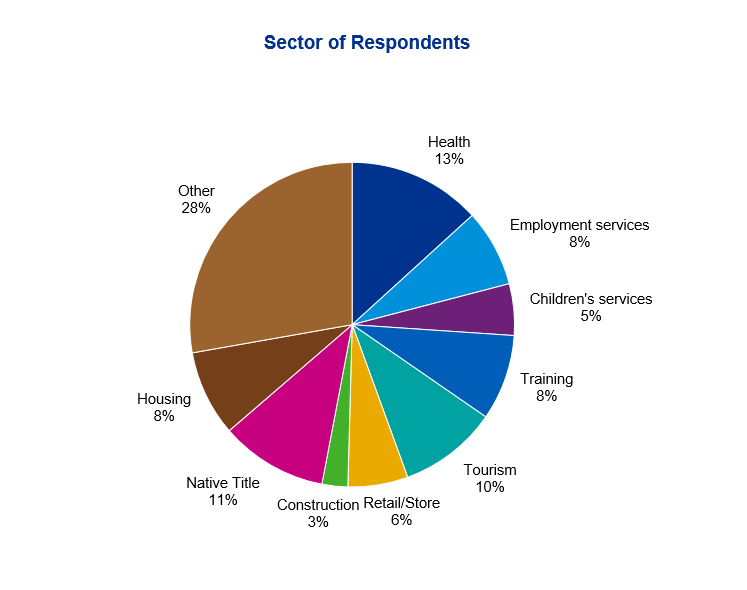 Sector of Respondents
Health
13%
Employment services
8%
Children's services
5%
Training
8%
Tourism
10%
Retail/Store
6%
Construction
3%
Native Title
11%
Housing
8%
Other
28%